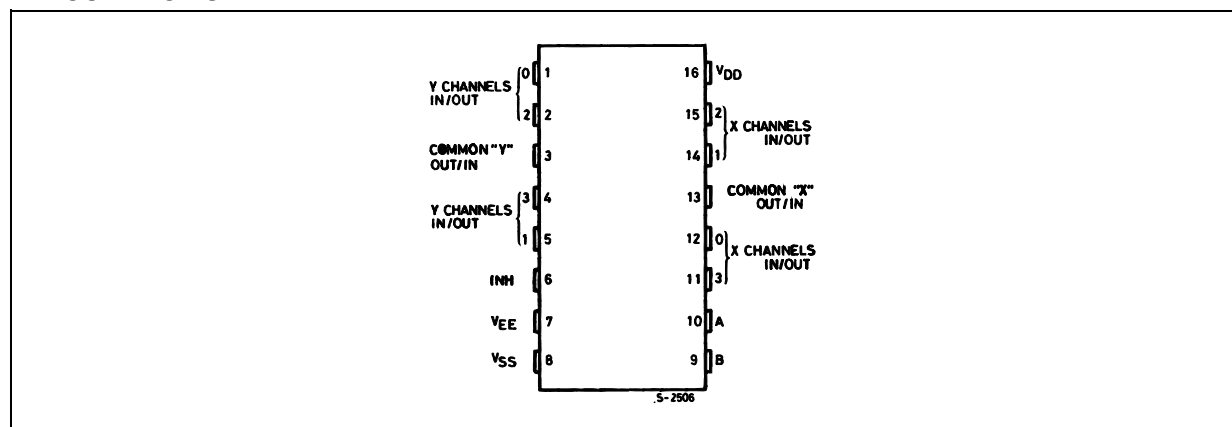 0 1
Y CHANNELS
IN/OUT
2 2
COMMON "Y"
OUT/IN
3
3 4
Y CHANNELS
IN/OUT
1 5
INH 6
VEE 7
VSS 8
16 VDD
15 2
X CHANNELS
IN/OUT
14 1
13 COMMON "X"
OUT/IN
12 0
X CHANNELS
IN/OUT
11 3
10 A
9 B
S-2506